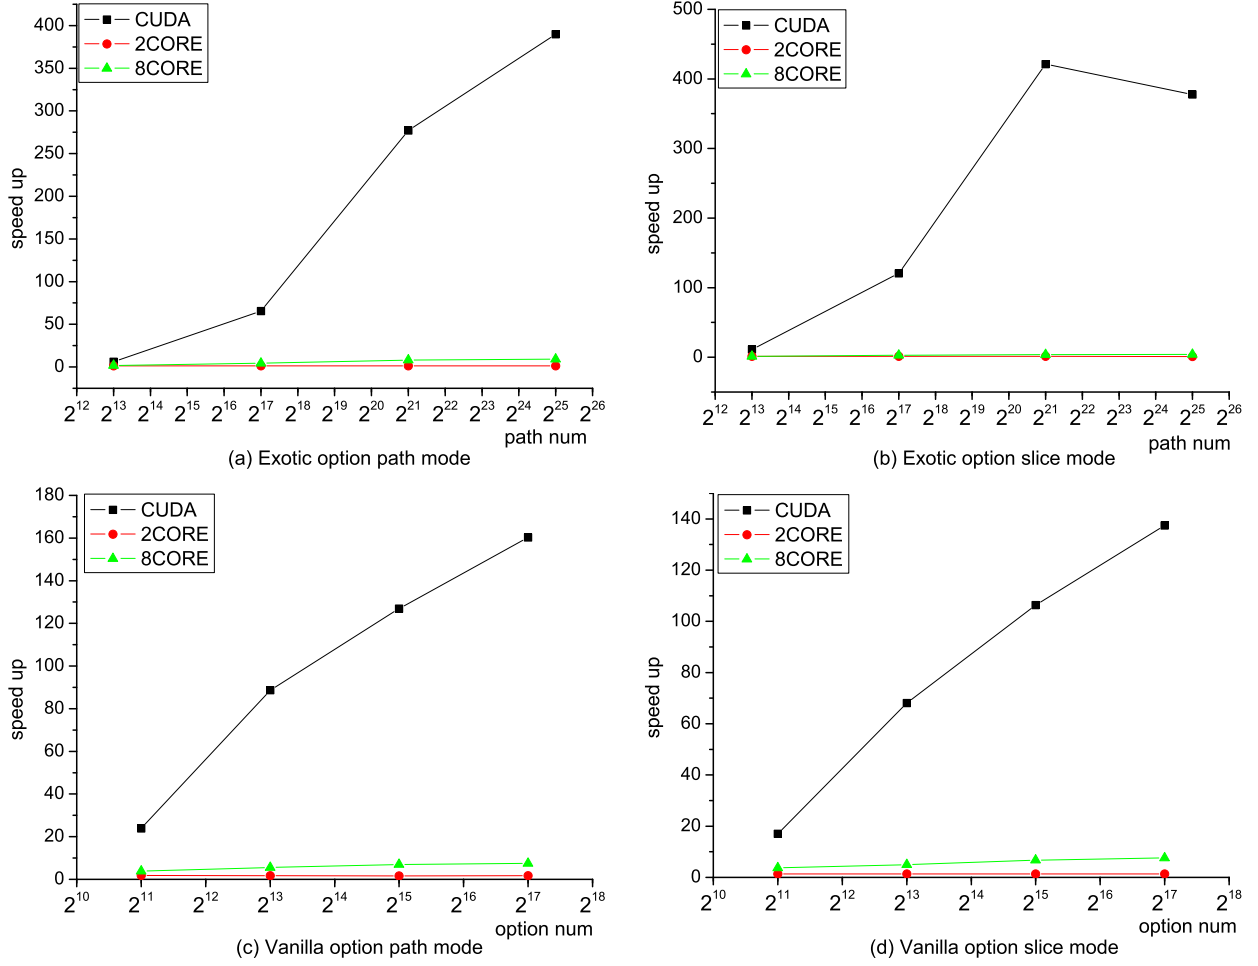 CUDA
2CORE
8CORE
400
350
300
250
200
150
100
50
0
speed up
2^12 2^13 2^14 2^15 2^16 2^17 2^18 2^19 2^20 2^21 2^22 2^23 2^24 2^25 2^26
path num
(a) Exotic option path mode
CUDA
2CORE
8CORE
500
400
300
200
100
0
speed up
2^12 2^13 2^14 2^15 2^16 2^17 2^18 2^19 2^20 2^21 2^22 2^23 2^24 2^25 2^26
path num
(b) Exotic option slice mode
CUDA
2CORE
8CORE
180
160
140
120
100
80
60
40
20
0
speed up
2^10 2^11 2^12 2^13 2^14 2^15 2^16 2^17 2^18
option num
(c) Vanilla option path mode
CUDA
2CORE
8CORE
140
120
100
80
60
40
20
0
speed up
2^10 2^11 2^12 2^13 2^14 2^15 2^16 2^17 2^18
option num
(d) Vanilla option slice mode